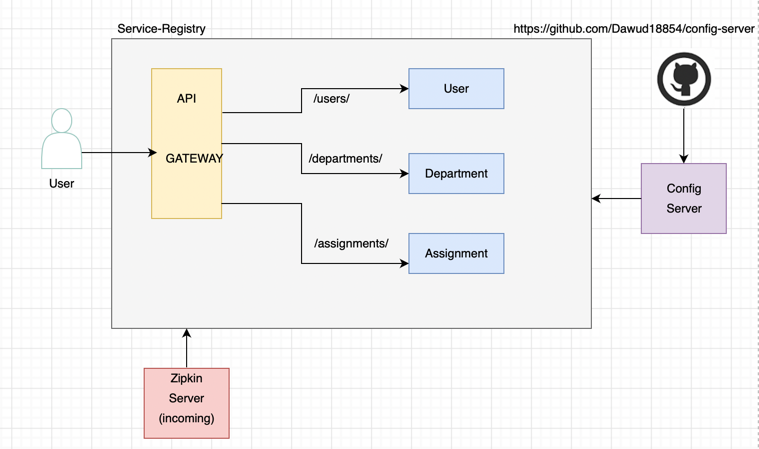 Service-Registry
https://github.com/Dawud18854/config-server
API
GATEWAY
/users/
/departments/
/assignments/
User
Department
Assignment
User
Config
Server
Zipkin
Server
(incoming)